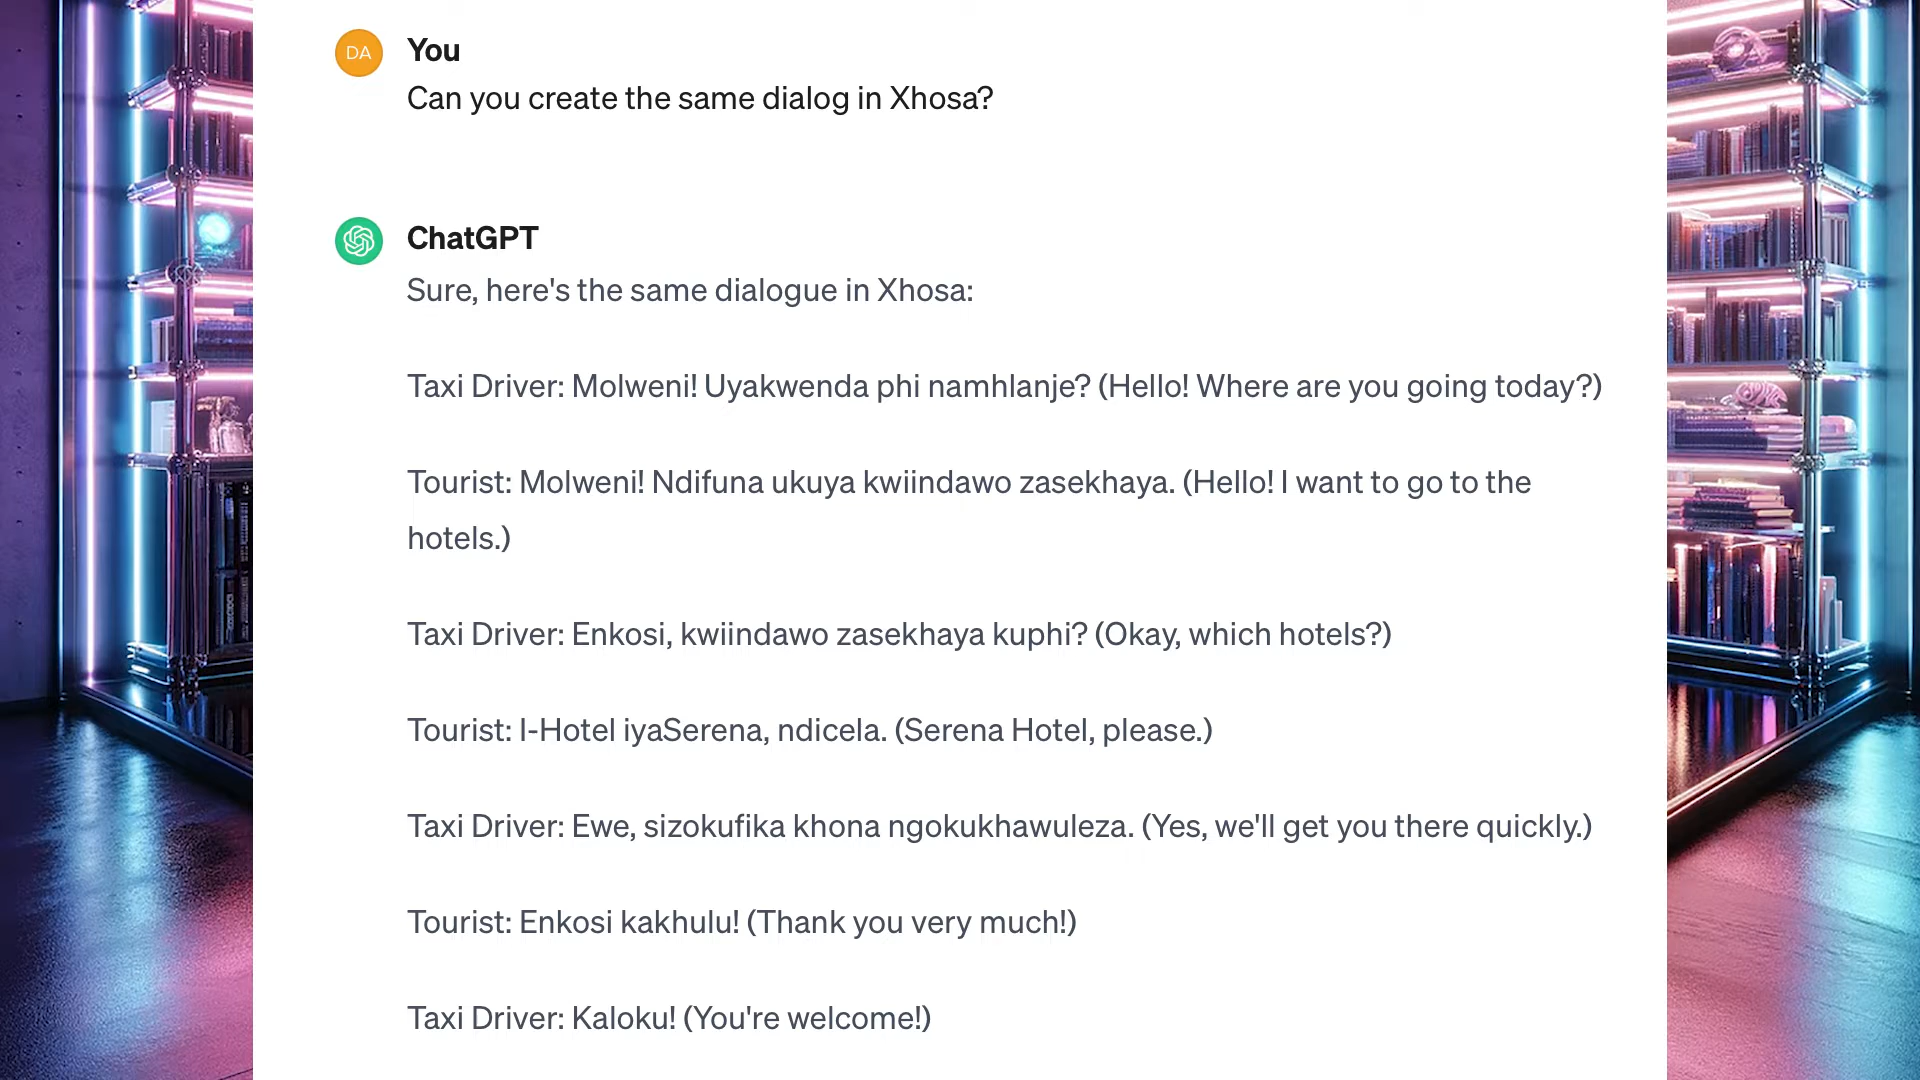 DA
You
Can you create the same dialog in Xhosa?
ChatGPT
Sure, here's the same dialogue in Xhosa:
Taxi Driver: Molweni! Uyakwenda phi namhlanje? (Hello! Where are you going today?)
Tourist: Molweni! Ndifuna ukuya kwiindawo zasekhaya. (Hello! I want to go to the
hotels.)
Taxi Driver: Enkosi, kwiindawo zasekhaya kuphi? (Okay, which hotels?)
Tourist: I-Hotel iyaSerena, ndicela. (Serena Hotel, please.)
Taxi Driver: Ewe, sizokufika khona ngokukhawuleza. (Yes, we'll get you there quickly.)
Tourist: Enkosi kakhulu! (Thank you very much!)
Taxi Driver: Kaloku! (You're welcome!)